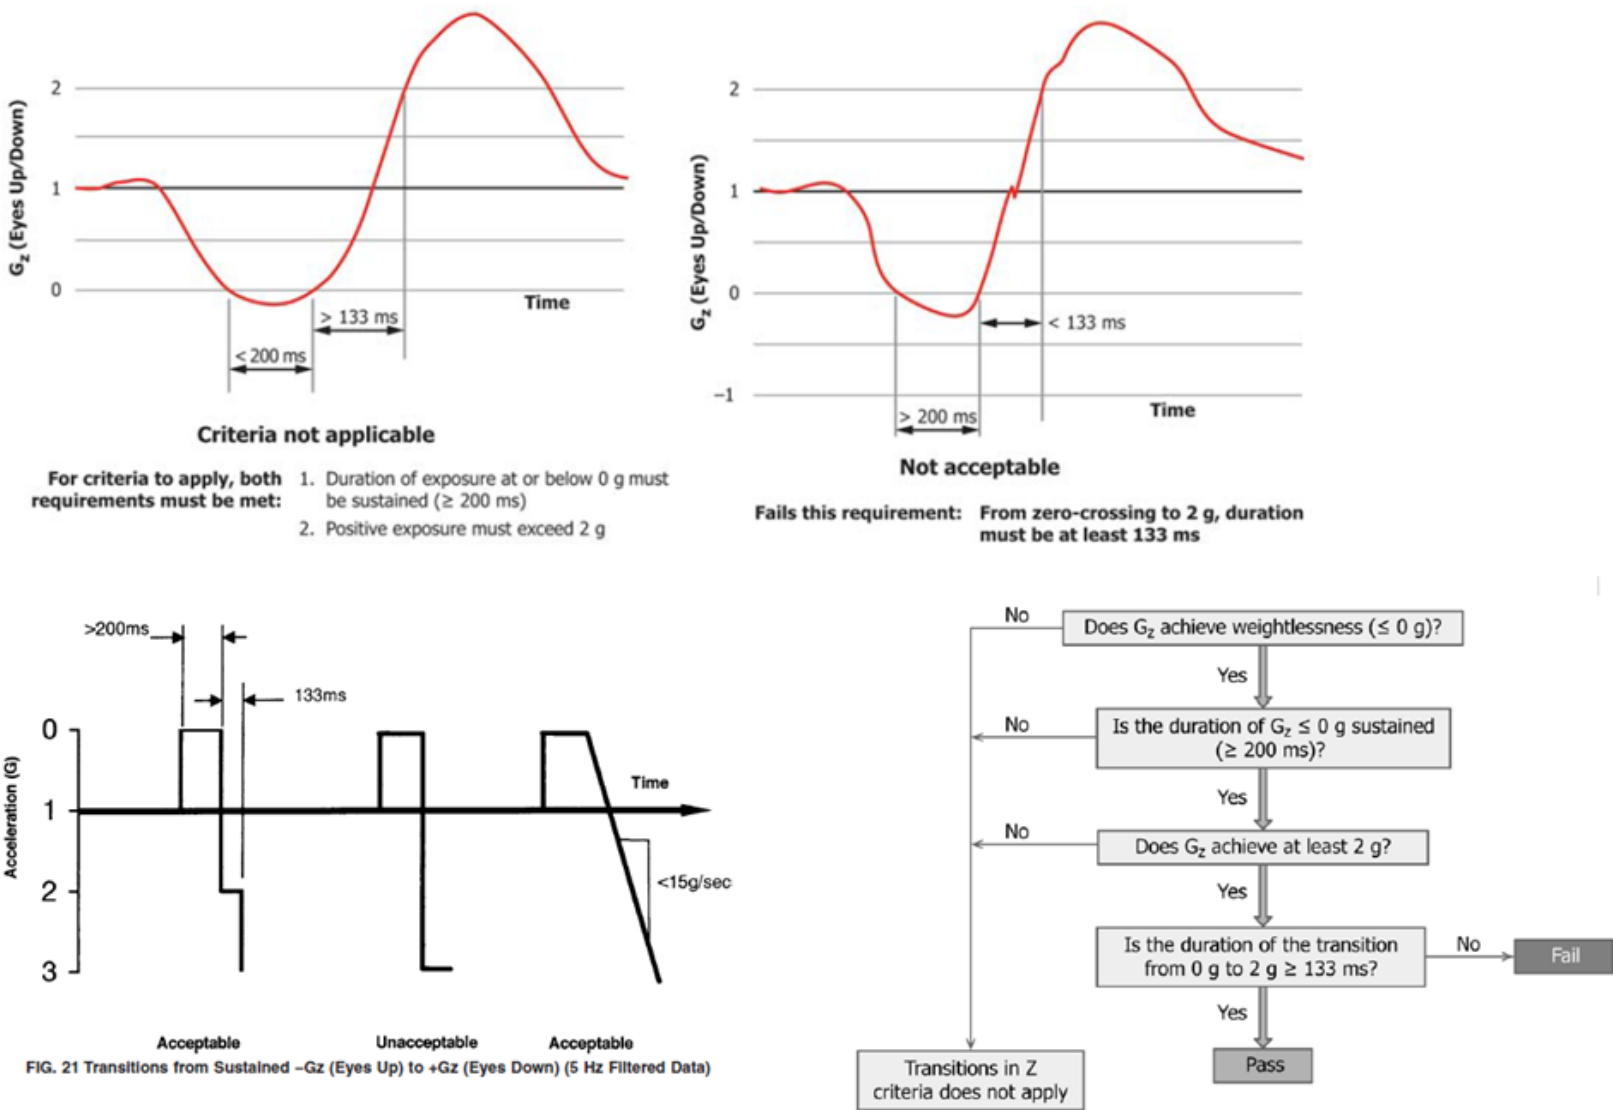 2
1
0
Gz (Eyes Up/Down)
Time
> 133 ms
< 200 ms
Criteria not applicable
For criteria to apply, both
requirements must be met:
1. Duration of exposure at or below 0 g must
be sustained (≥ 200 ms)
2. Positive exposure must exceed 2 g
2
1
0
−1
Gz (Eyes Up/Down)
< 133 ms
> 200 ms
Time
Not acceptable
Fails this requirement: From zero-crossing to 2 g, duration
must be at least 133 ms
>200ms
133ms
0
1
2
3
Acceleration (G)
Time
<15g/sec
Acceptable Unacceptable Acceptable
FIG. 21 Transitions from Sustained –Gz (Eyes Up) to +Gz (Eyes Down) (5 Hz Filtered Data)
No
Does Gz achieve weightlessness (≤ 0 g)?
Yes
No
Is the duration of Gz ≤ 0 g sustained
(≥ 200 ms)?
Yes
No
Does Gz achieve at least 2 g?
Yes
Is the duration of the transition
from 0 g to 2 g ≥ 133 ms?
No
Fail
Yes
Pass
Transitions in Z
criteria does not apply